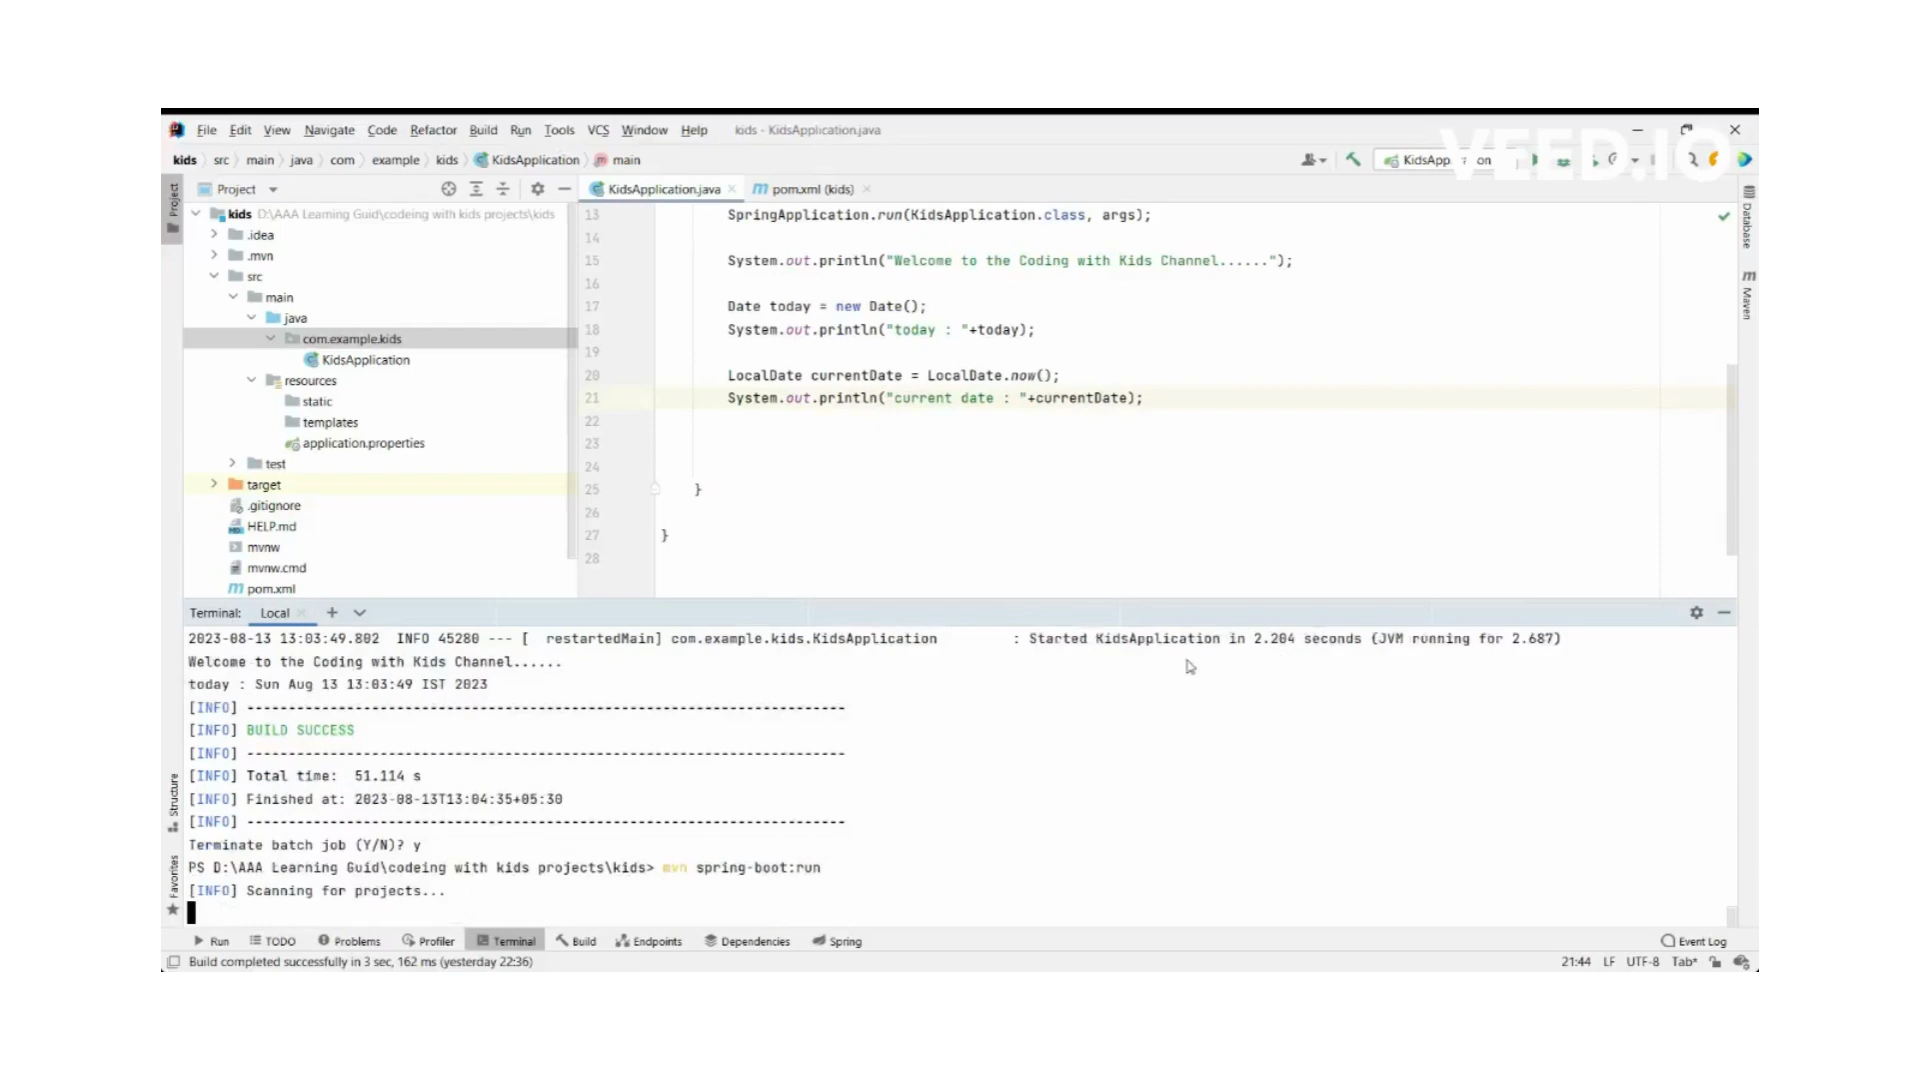 File Edit View Navigate Code Refactor Build Run Tools VCS Window Help kids - KidsApplication.java
VEED.IO
kids src main java com example kids KidsApplication main KidsApp on
Project KidsApplication.java pom.xml (kids)
Project
Database
Maven
kids D:\AAA Learning Guid\codeing with kids projects\kids
.idea
.mvn
src
main
java
com.example.kids
KidsApplication
resources
static
templates
application.properties
test
target
.gitignore
HELP.md
mvnw
mvnw.cmd
pom.xml
13 SpringApplication.run(KidsApplication.class, args);
14
15 System.out.println("Welcome to the Coding with Kids Channel......");
16
17 Date today = new Date();
18 System.out.println("today : "+today);
19
20 LocalDate currentDate = LocalDate.now();
21 System.out.println("current date : "+currentDate);
22
23
24
25 }
26
27 }
28
Terminal: Local
2023-08-13 13:03:49.802 INFO 45280 --- [ restartedMain] com.example.kids.KidsApplication : Started KidsApplication in 2.204 seconds (JVM running for 2.687)
Welcome to the Coding with Kids Channel......
today : Sun Aug 13 13:03:49 IST 2023
[INFO] ------------------------------------------------------------------------
[INFO] BUILD SUCCESS
[INFO] ------------------------------------------------------------------------
[INFO] Total time: 51.114 s
[INFO] Finished at: 2023-08-13T13:04:35+05:30
[INFO] ------------------------------------------------------------------------
Terminate batch job (Y/N)? y
PS D:\AAA Learning Guid\codeing with kids projects\kids> mvn spring-boot:run
[INFO] Scanning for projects...
Structure
Favorites
Run TODO Problems Profiler Terminal Build Endpoints Dependencies Spring Event Log
Build completed successfully in 3 sec, 162 ms (yesterday 22:36) 21:44 LF UTF-8 Tab*